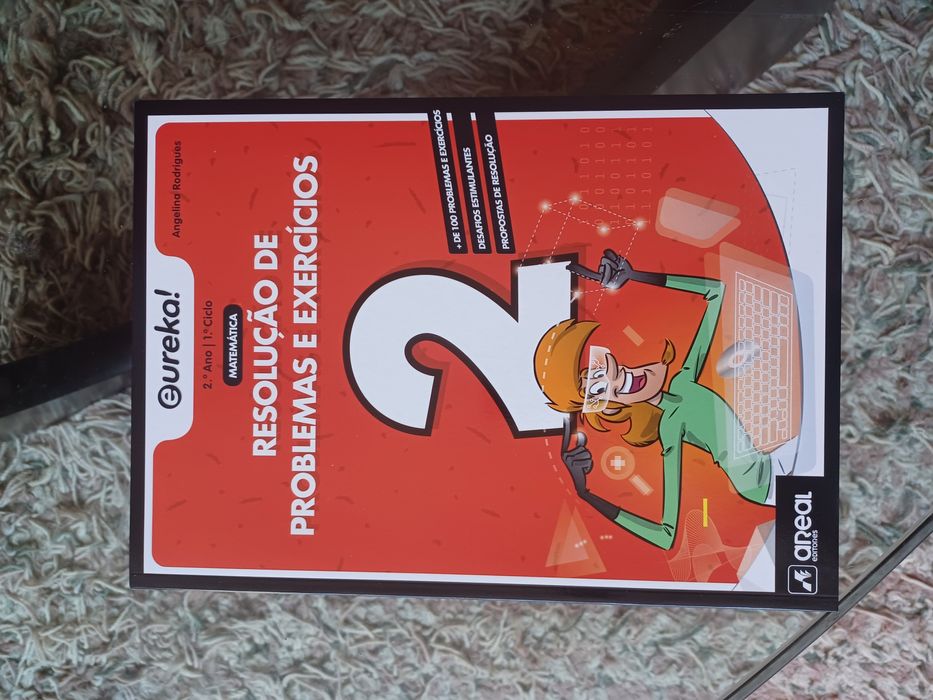 eureka!
Angelina Rodrigues
2.º Ano | 1.º Ciclo
MATEMÁTICA
RESOLUÇÃO DE
PROBLEMAS E EXERCÍCIOS
+ DE 100 PROBLEMAS E EXERCÍCIOS
DESAFIOS ESTIMULANTES
PROPOSTAS DE RESOLUÇÃO
2
areal
EDITORES